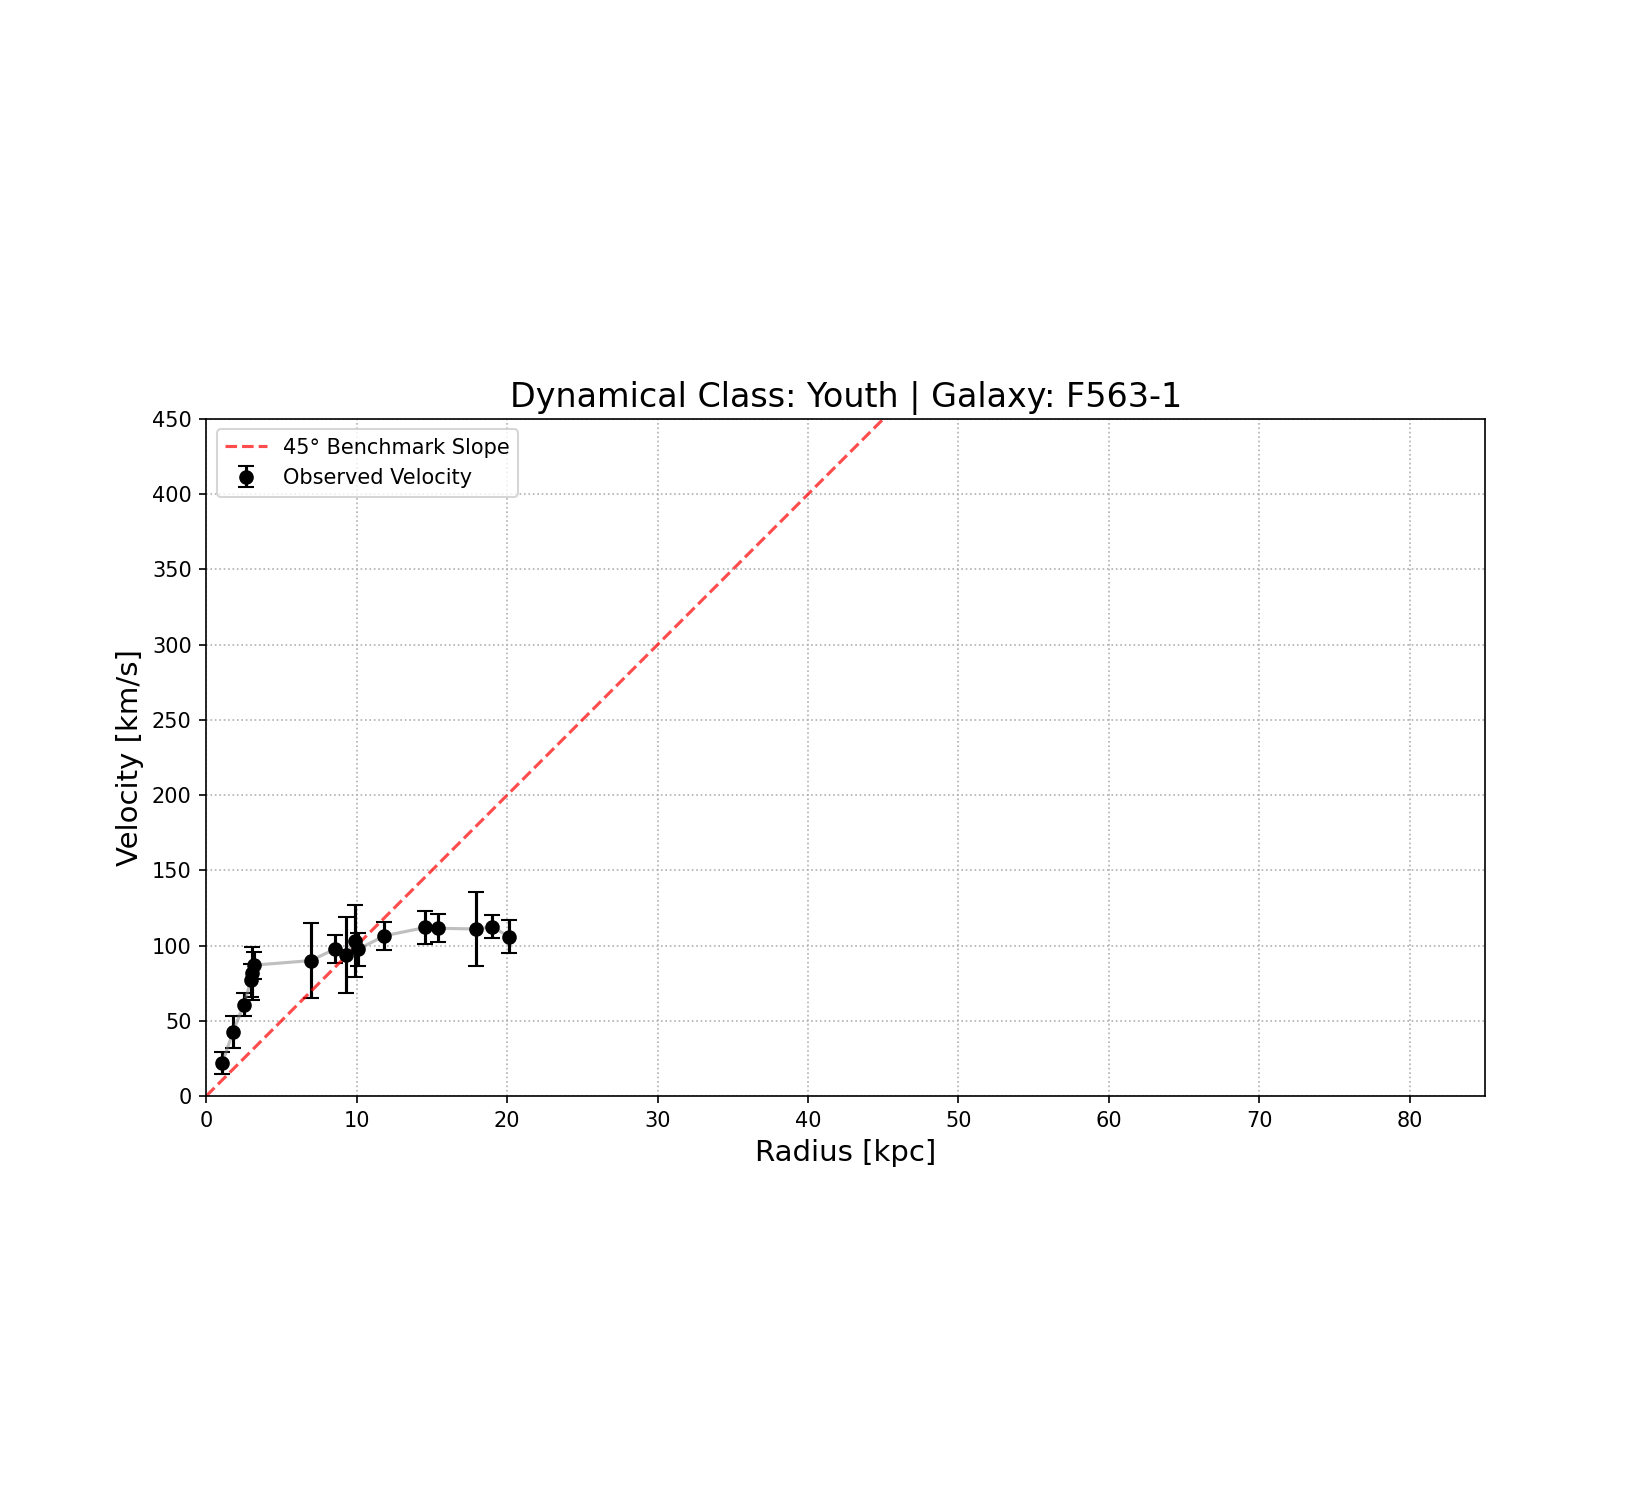 Dynamical Class: Youth | Galaxy: F563-1
450
400
350
300
250
200
150
100
50
0
45° Benchmark Slope
Observed Velocity
Velocity [km/s]
0 10 20 30 40 50 60 70 80
Radius [kpc]